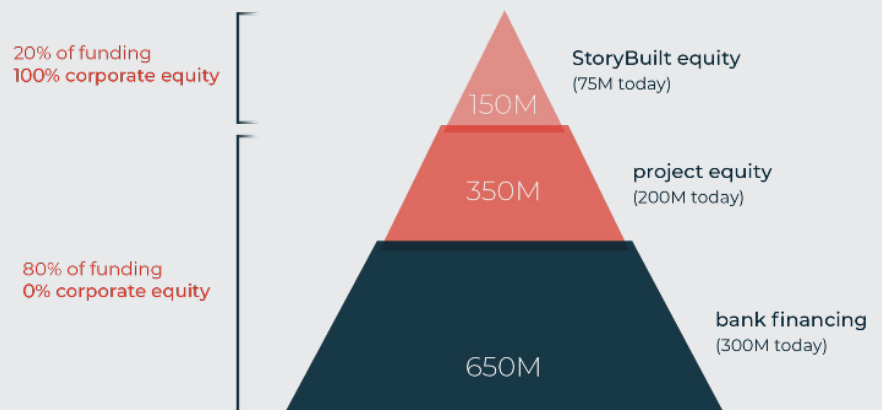 20% of funding
100% corporate equity
150M
StoryBuilt equity
(75M today)
350M
project equity
(200M today)
80% of funding
0% corporate equity
650M
bank financing
(300M today)